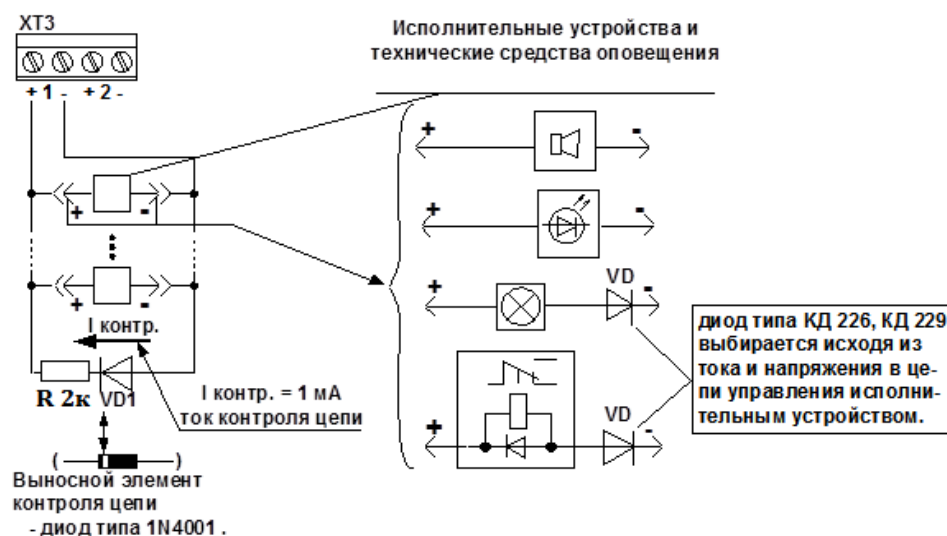 XT3
+ 1 - + 2 -
Исполнительные устройства и
технические средства оповещения
+ -
+ -
+ -
+ -
VD
+ -
VD
+ -
I контр.
R 2к VD1
I контр. = 1 мА
ток контроля цепи
диод типа КД 226, КД 229
выбирается исходя из
тока и напряжения в це-
пи управления исполни-
тельным устройством.
Выносной элемент
контроля цепи
- диод типа 1N4001 .